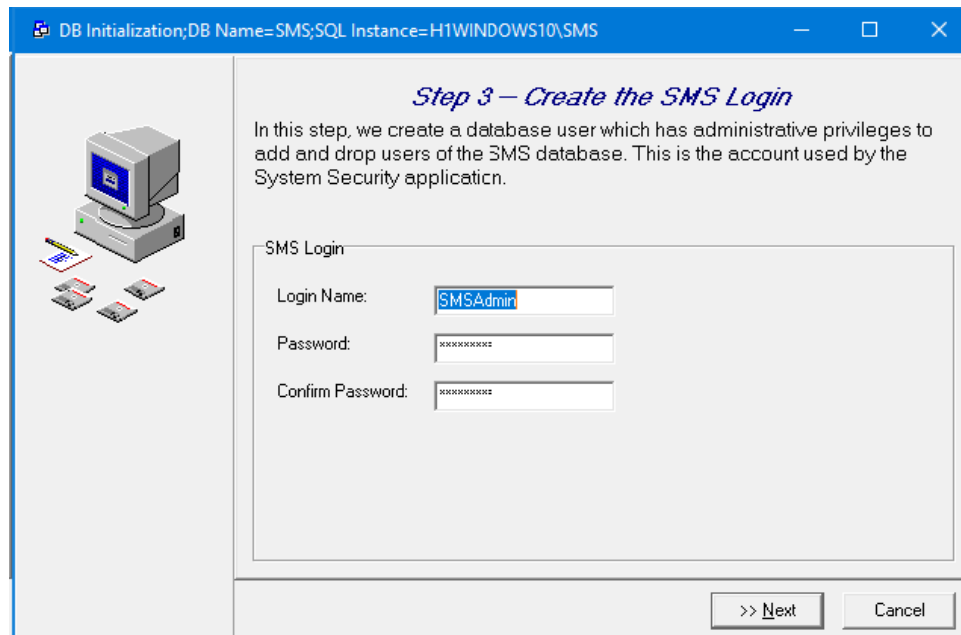 DB Initialization;DB Name=SMS;SQL Instance=H1WINDOWS10\SMS
Step 3 – Create the SMS Login
In this step, we create a database user which has administrative privileges to
add and drop users of the SMS database. This is the account used by the
System Security application.
SMS Login
Login Name:
SMSAdmin
Password:
Confirm Password:
>> Next
Cancel